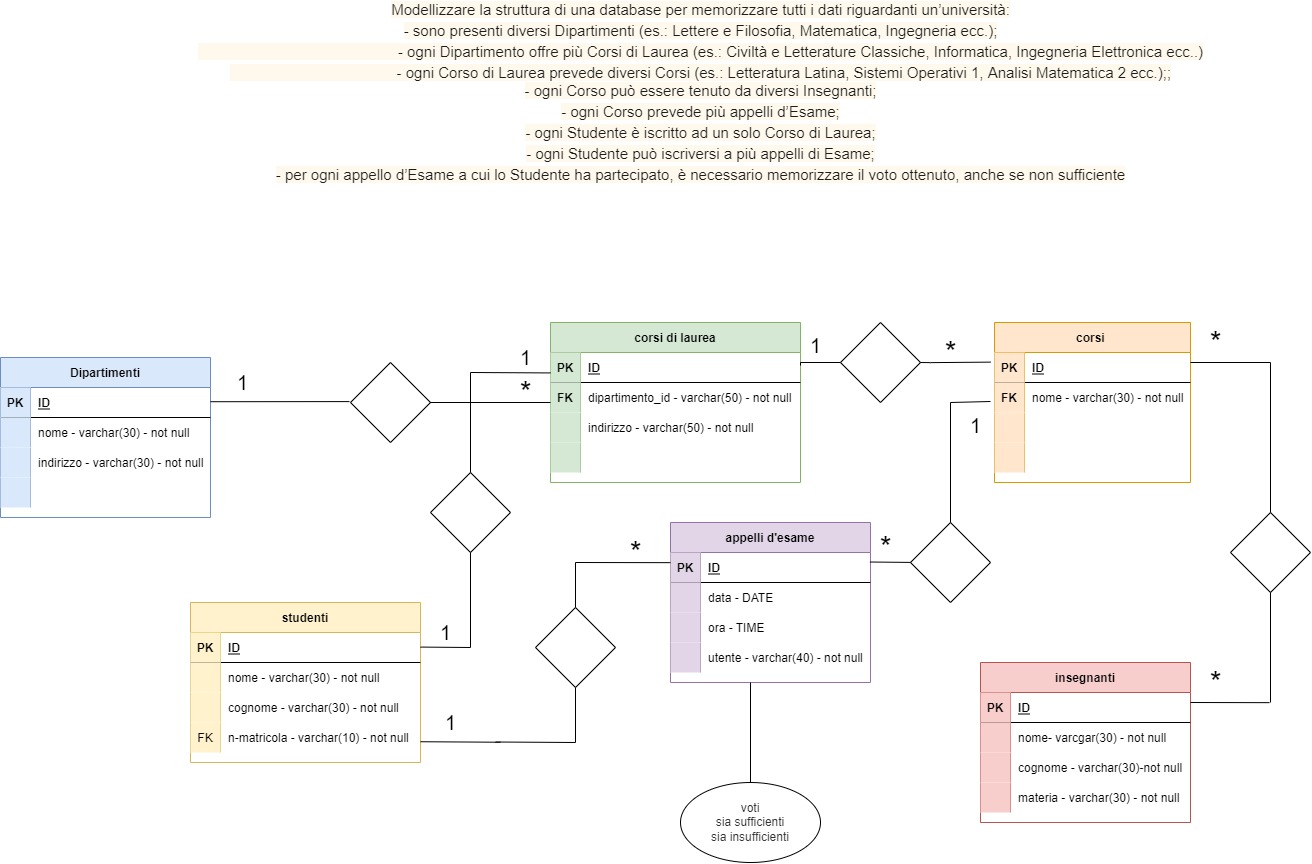 Modellizzare la struttura di una database per memorizzare tutti i dati riguardanti un’università:
- sono presenti diversi Dipartimenti (es.: Lettere e Filosofia, Matematica, Ingegneria ecc.);
- ogni Dipartimento offre più Corsi di Laurea (es.: Civiltà e Letterature Classiche, Informatica, Ingegneria Elettronica ecc..)
- ogni Corso di Laurea prevede diversi Corsi (es.: Letteratura Latina, Sistemi Operativi 1, Analisi Matematica 2 ecc.);;
- ogni Corso può essere tenuto da diversi Insegnanti;
- ogni Corso prevede più appelli d’Esame;
- ogni Studente è iscritto ad un solo Corso di Laurea;
- ogni Studente può iscriversi a più appelli di Esame;
- per ogni appello d’Esame a cui lo Studente ha partecipato, è necessario memorizzare il voto ottenuto, anche se non sufficiente
Dipartimenti
PK ID
nome - varchar(30) - not null
indirizzo - varchar(30) - not null
1
1
*
corsi di laurea
PK ID
FK dipartimento_id - varchar(50) - not null
indirizzo - varchar(50) - not null
1
*
corsi
PK ID
FK nome - varchar(30) - not null
*
1
appelli d'esame
PK ID
data - DATE
ora - TIME
utente - varchar(40) - not null
*
*
studenti
PK ID
nome - varchar(30) - not null
cognome - varchar(30) - not null
FK n-matricola - varchar(10) - not null
1
1
insegnanti
PK ID
nome- varcgar(30) - not null
cognome - varchar(30)-not null
materia - varchar(30) - not null
*
voti
sia sufficienti
sia insufficienti